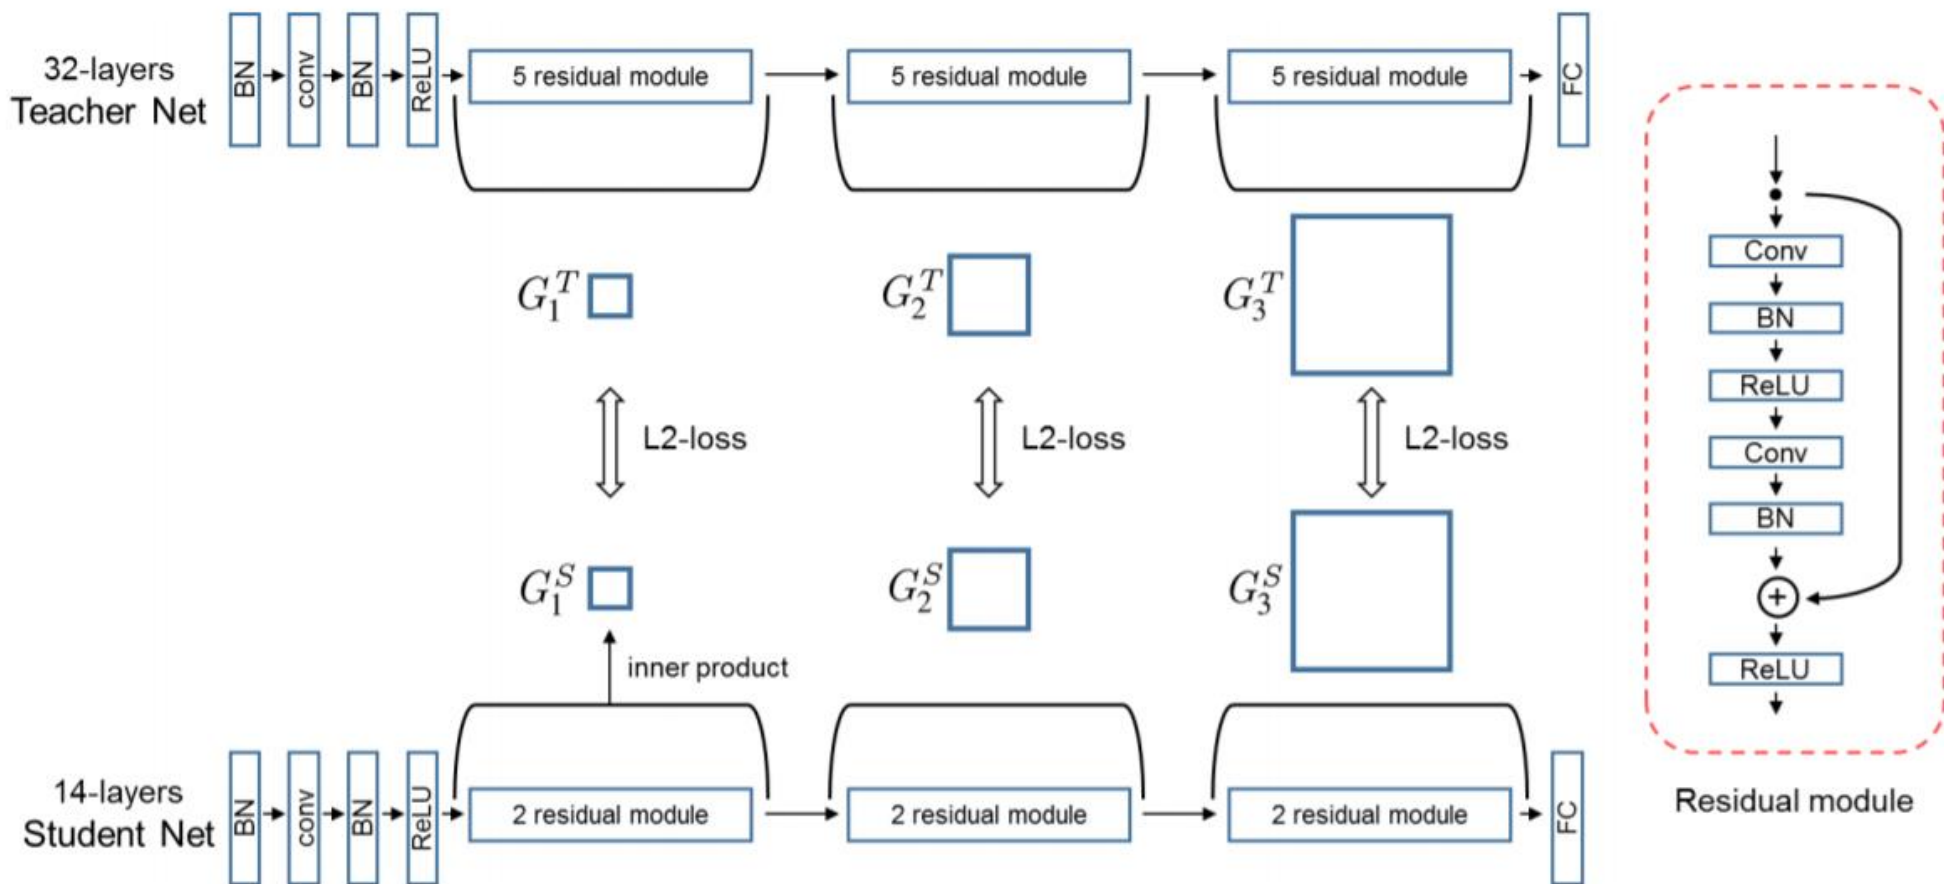 32-layers
Teacher Net
BN
conv
BN
ReLU
5 residual module
5 residual module
5 residual module
FC
G_1^T
G_2^T
G_3^T
L2-loss
L2-loss
L2-loss
G_1^S
G_2^S
G_3^S
inner product
14-layers
Student Net
BN
conv
BN
ReLU
2 residual module
2 residual module
2 residual module
FC
Conv
BN
ReLU
Conv
BN
+
ReLU
Residual module